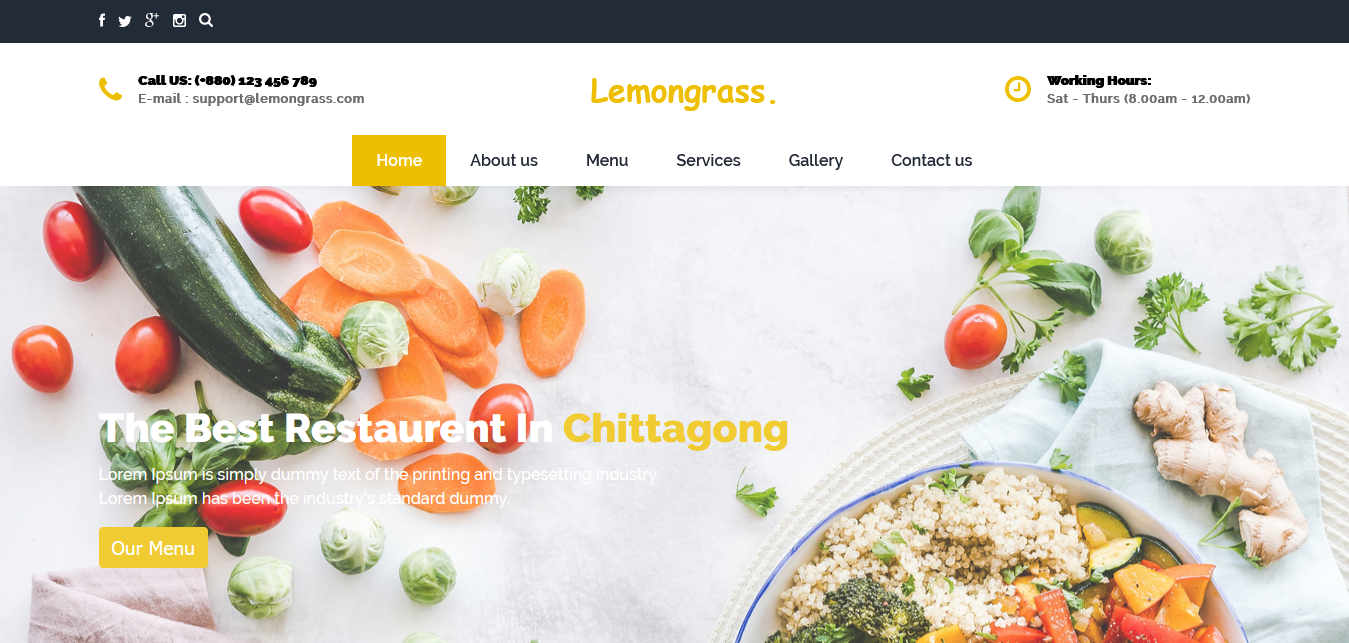 Call US: (+880) 123 456 789
E-mail : support@lemongrass.com
Lemongrass.
Working Hours:
Sat - Thurs (8.00am - 12.00am)
Home About us Menu Services Gallery Contact us
The Best Restaurent In Chittagong
Lorem Ipsum is simply dummy text of the printing and typesetting industry.
Lorem Ipsum has been the industry's standard dummy.
Our Menu